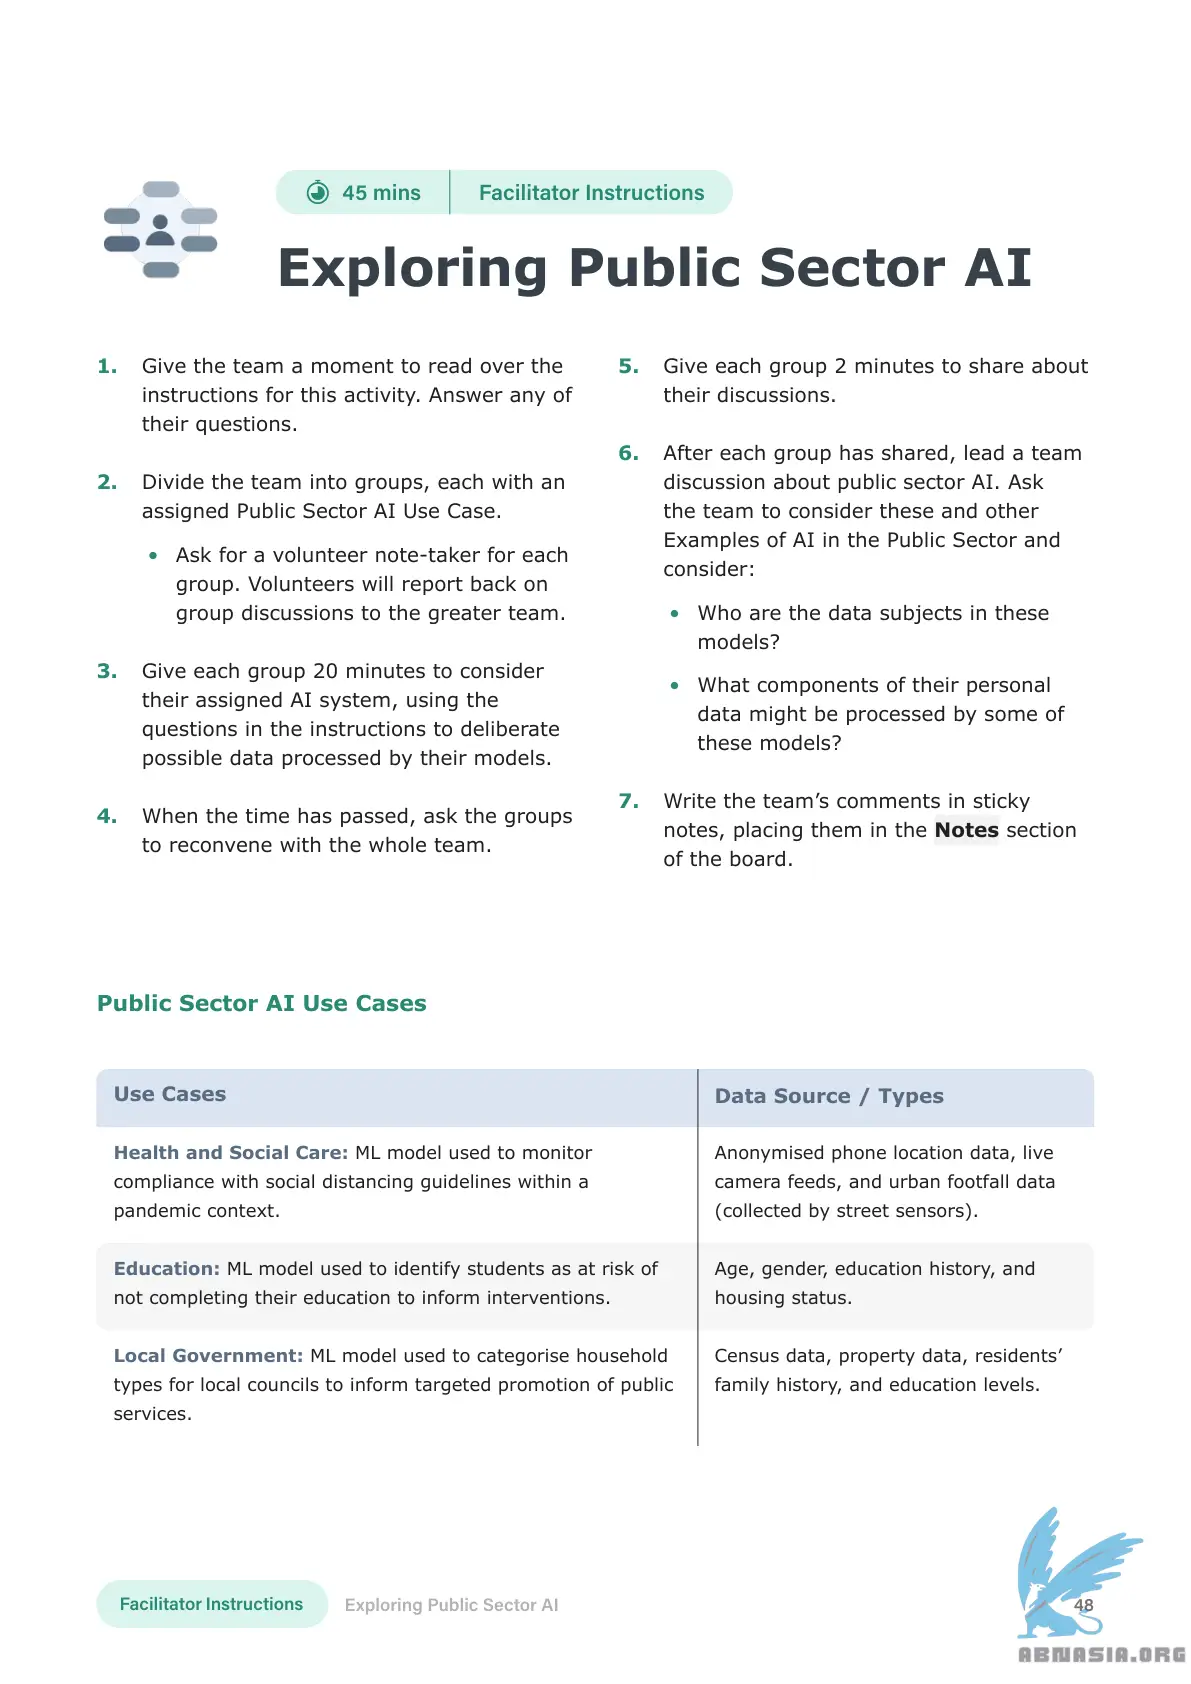 45 mins
Facilitator Instructions
Exploring Public Sector AI
1. Give the team a moment to read over the
instructions for this activity. Answer any of
their questions.
2. Divide the team into groups, each with an
assigned Public Sector AI Use Case.
• Ask for a volunteer note-taker for each
group. Volunteers will report back on
group discussions to the greater team.
3. Give each group 20 minutes to consider
their assigned AI system, using the
questions in the instructions to deliberate
possible data processed by their models.
4. When the time has passed, ask the groups
to reconvene with the whole team.
5. Give each group 2 minutes to share about
their discussions.
6. After each group has shared, lead a team
discussion about public sector AI. Ask
the team to consider these and other
Examples of AI in the Public Sector and
consider:
• Who are the data subjects in these
models?
• What components of their personal
data might be processed by some of
these models?
7. Write the team’s comments in sticky
notes, placing them in the Notes section
of the board.
Public Sector AI Use Cases
Use Cases
Data Source / Types
Health and Social Care: ML model used to monitor
compliance with social distancing guidelines within a
pandemic context.
Anonymised phone location data, live
camera feeds, and urban footfall data
(collected by street sensors).
Education: ML model used to identify students as at risk of
not completing their education to inform interventions.
Age, gender, education history, and
housing status.
Local Government: ML model used to categorise household
types for local councils to inform targeted promotion of public
services.
Census data, property data, residents’
family history, and education levels.
Facilitator Instructions
Exploring Public Sector AI
48
ABNASIA.ORG